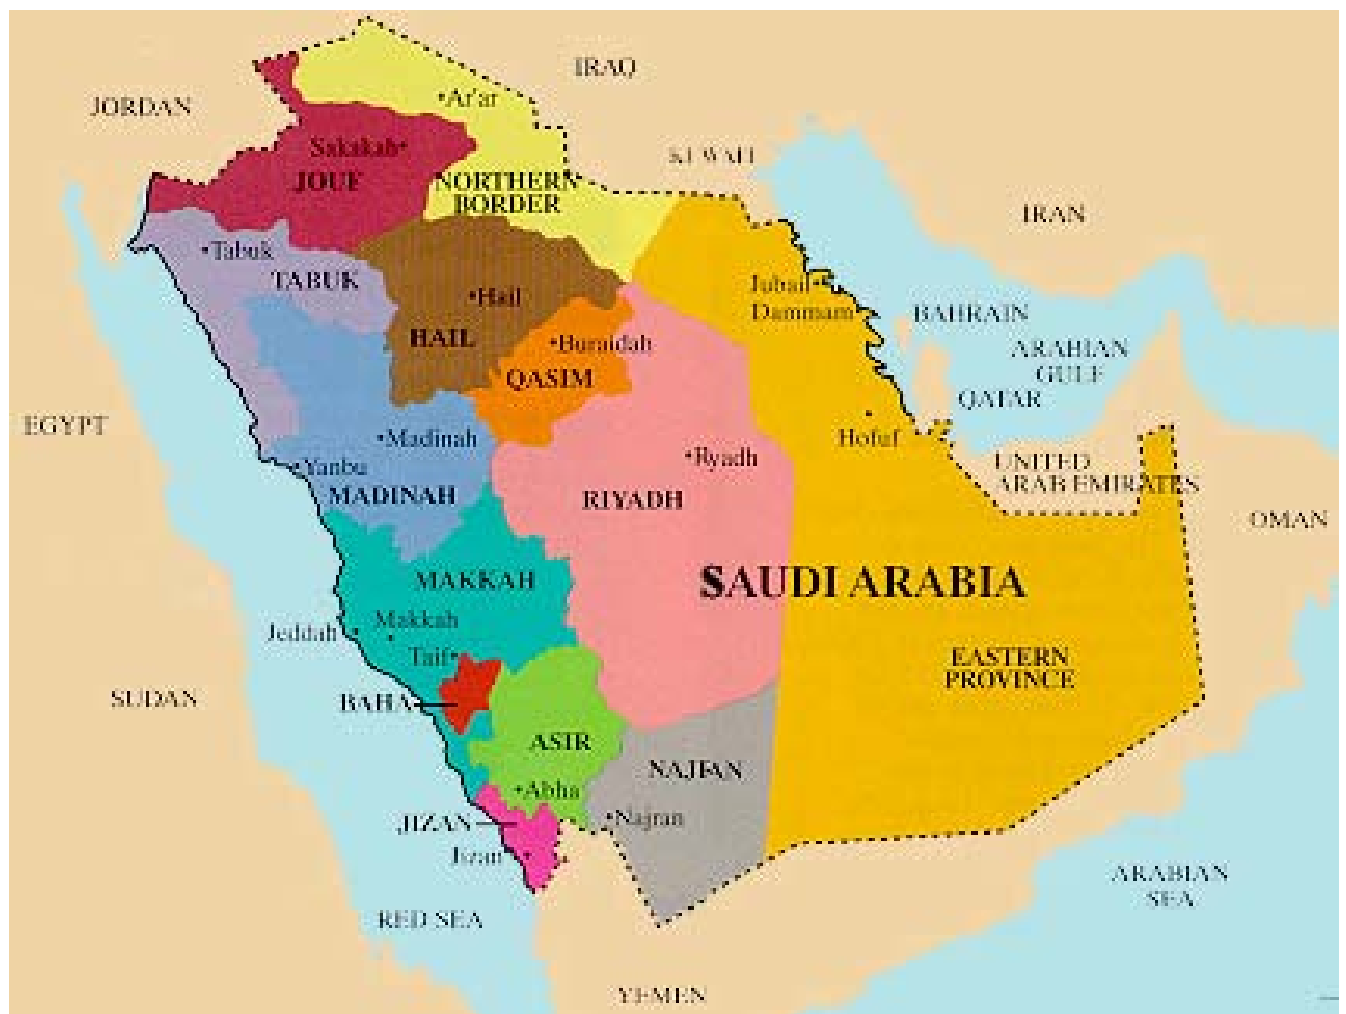 IRAQ
JORDAN
•Ar'ar
Sakakah•
JOUF
KUWAIT
NORTHERN
BORDER
IRAN
•Tabuk
TABUK
•Hail
Jubail
Dammam
BAHRAIN
HAIL
•Buraidah
ARABIAN
GULF
QASIM
QATAR
EGYPT
•Madinah
Hofuf
•Ryadh
Yanbu
UNITED
ARAB EMIRATES
MADINAH
RIYADH
OMAN
MAKKAH
SAUDI ARABIA
Makkah
Jeddah
Taif•
EASTERN
PROVINCE
SUDAN
BAHA
ASIR
NAJRAN
•Abha
JIZAN
•Najran
Jizan
ARABIAN
SEA
RED SEA
YEMEN